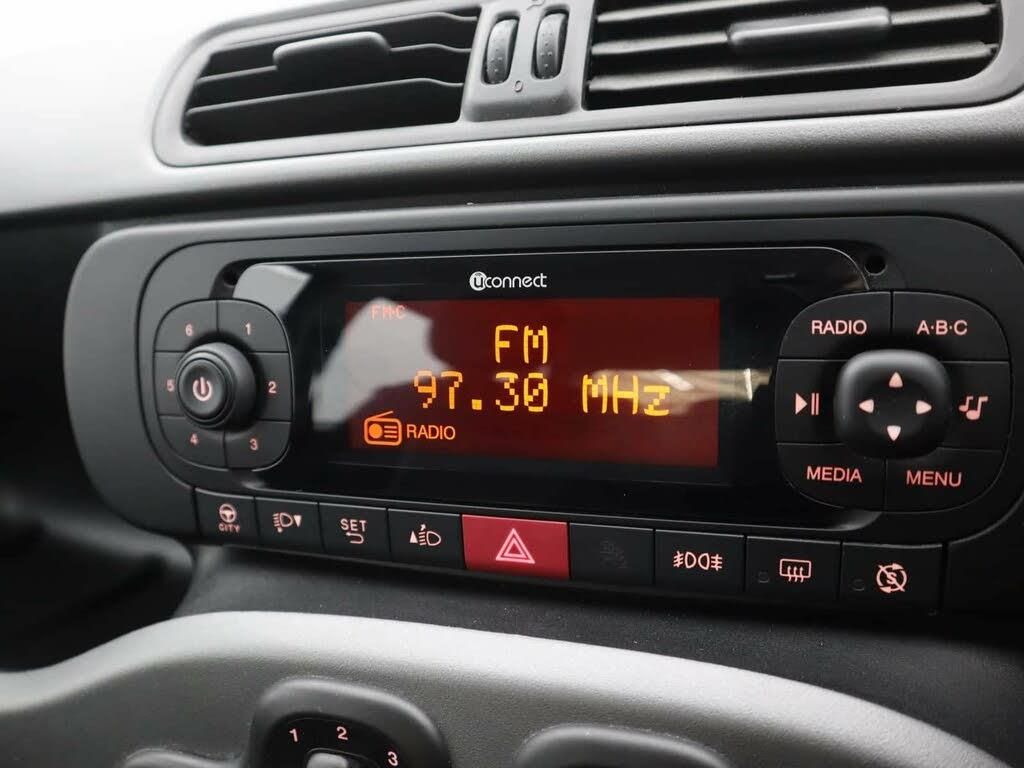 uconnect
FM-C
FM
97.30 MHz
RADIO
6
1
5
2
4
3
RADIO
A·B·C
MEDIA
MENU
CITY
SET
S
0
1
2
3